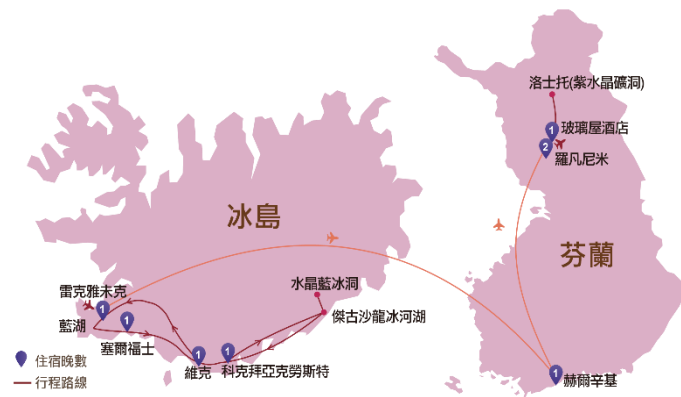 洛士托(紫水晶礦洞)
1
玻璃屋酒店
2
羅凡尼米
冰島
芬蘭
水晶藍冰洞
雷克雅未克
1
傑古沙龍冰河湖
藍湖
1
塞爾福士
1
維克
1
科克拜亞克勞斯特
住宿晚數
行程路線
1
赫爾辛基